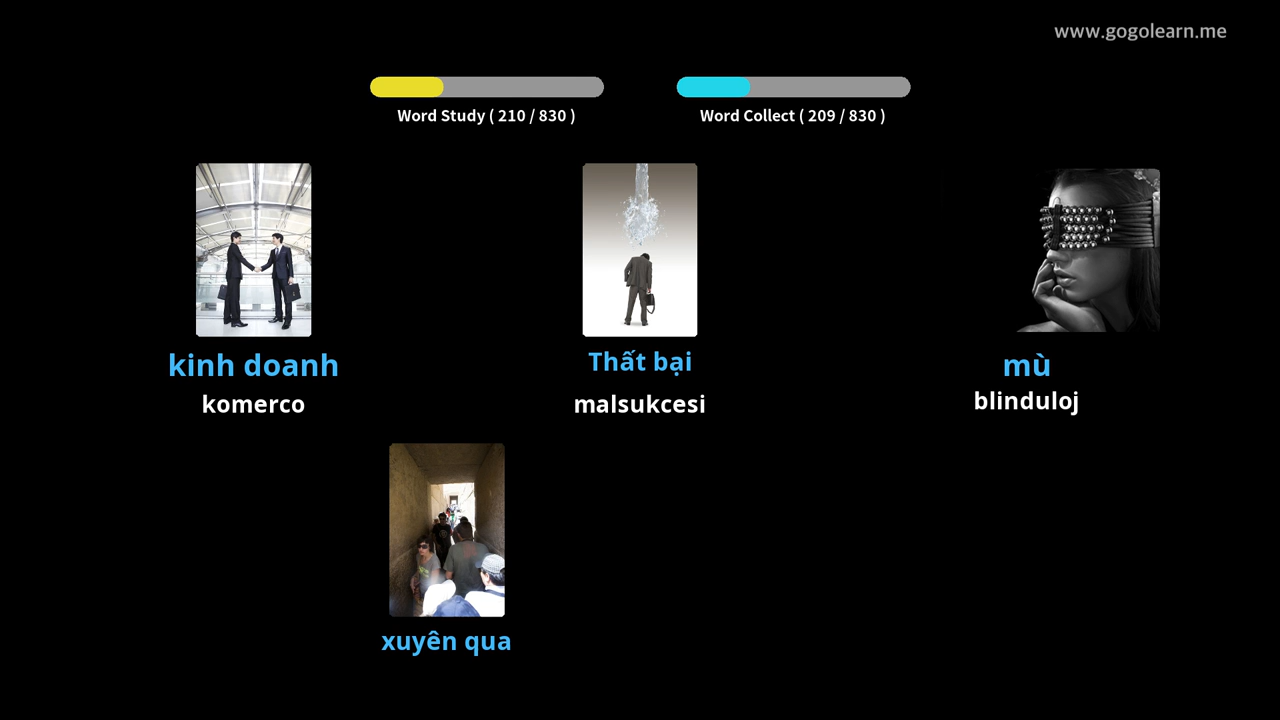 www.gogolearn.me
Word Study ( 210 / 830 )
Word Collect ( 209 / 830 )
kinh doanh
komerco
Thất bại
malsukcesi
mù
blinduloj
xuyên qua